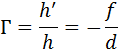 Γ = h′/h = −f/d